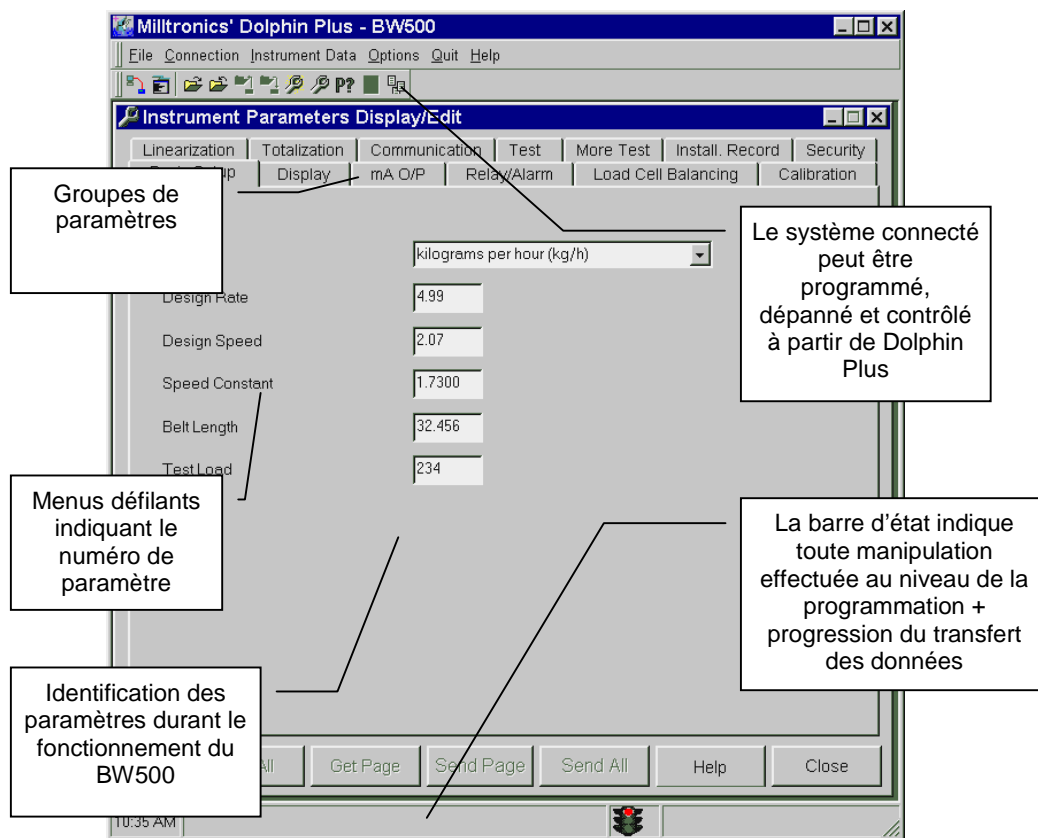 Milltronics' Dolphin Plus - BW500
File Connection Instrument Data Options Quit Help
P?
Instrument Parameters Display/Edit
Linearization Totalization Communication Test More Test Install. Record Security
Display mA O/P Relay/Alarm Load Cell Balancing Calibration
Groupes de
paramètres
Le système connecté
peut être
programmé,
dépanné et contrôlé
à partir de Dolphin
Plus
kilograms per hour (kg/h)
Design Rate 4.99
Design Speed 2.07
Speed Constant 1.7300
Belt Length 32.456
Test Load 234
Menus défilants
indiquant le
numéro de
paramètre
La barre d'état indique
toute manipulation
effectuée au niveau de la
programmation +
progression du transfert
des données
Identification des
paramètres durant le
fonctionnement du
BW500
Get Page Send Page Send All Help Close
10:35 AM